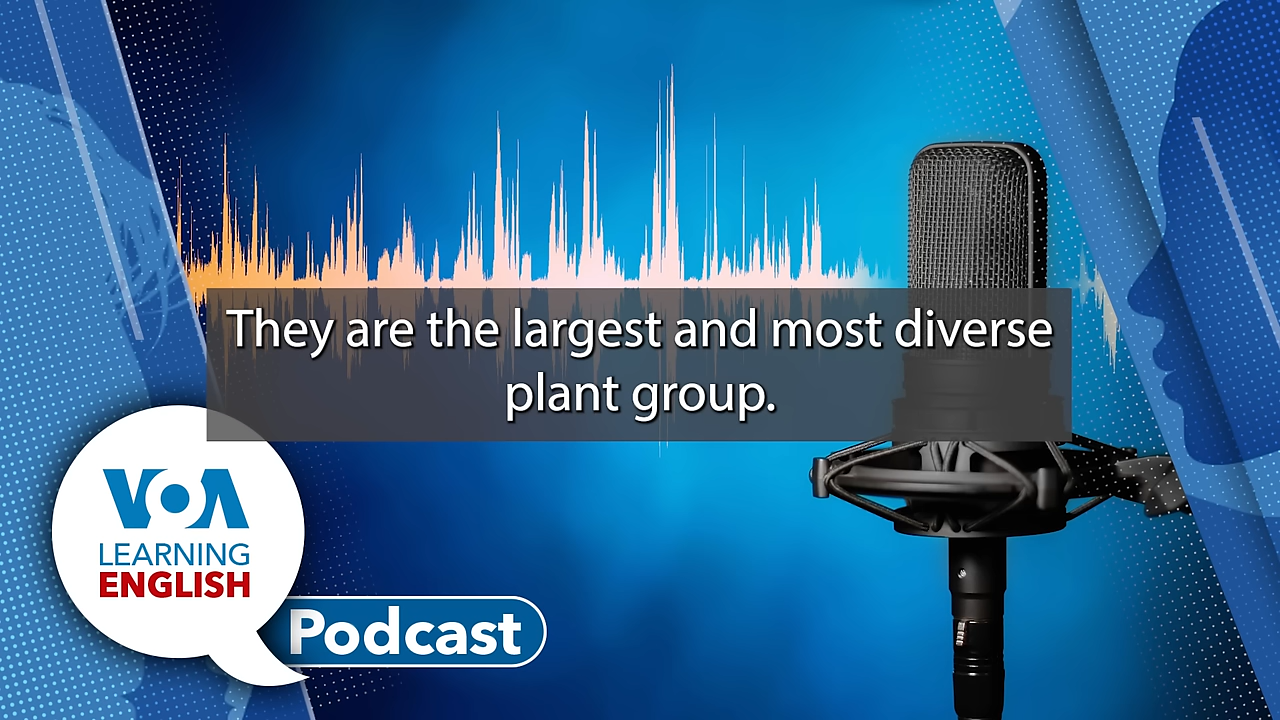 They are the largest and most diverse
plant group.
VOA
LEARNING
ENGLISH
Podcast